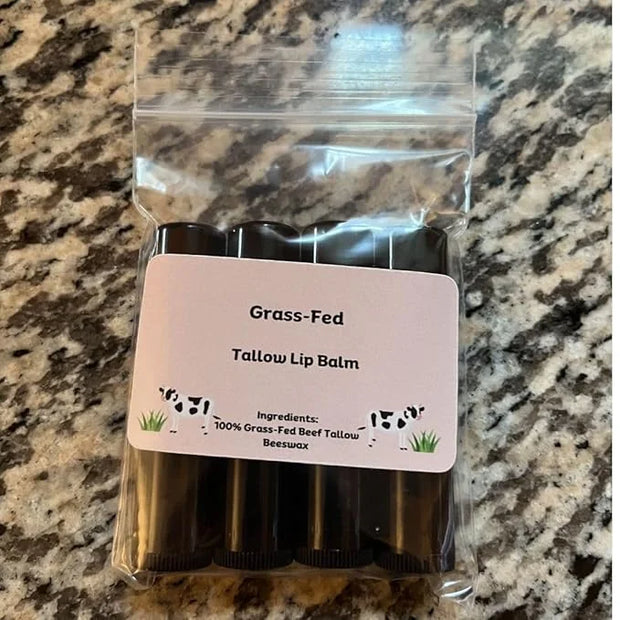 Grass-Fed
Tallow Lip Balm
Ingredients:
100% Grass-Fed Beef Tallow
Beeswax